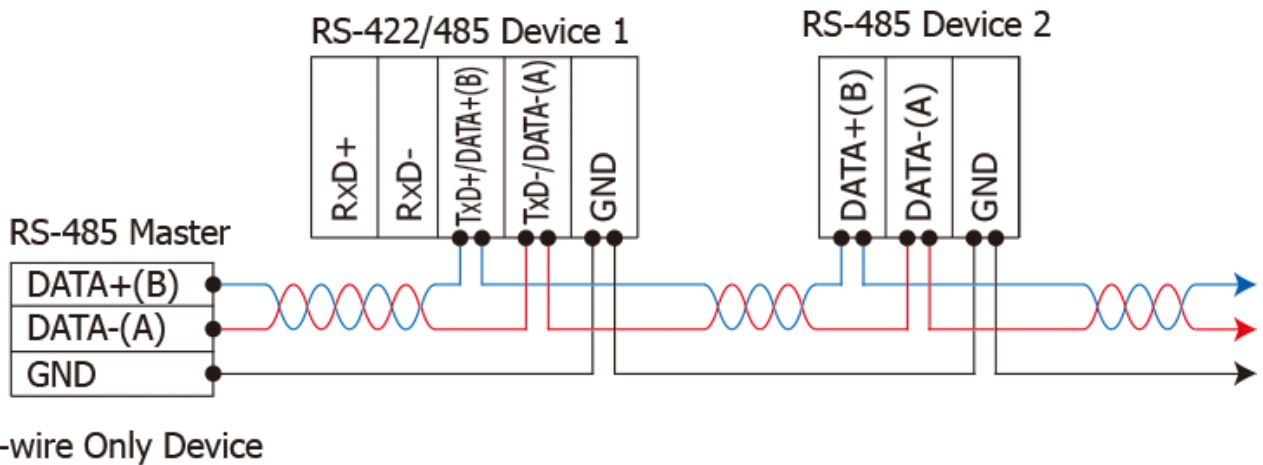 RS-422/485 Device 1
RS-485 Device 2
RxD+
RxD-
TxD+/DATA+(B)
TxD-/DATA-(A)
GND
DATA+(B)
DATA-(A)
GND
RS-485 Master
DATA+(B)
DATA-(A)
GND
-wire Only Device